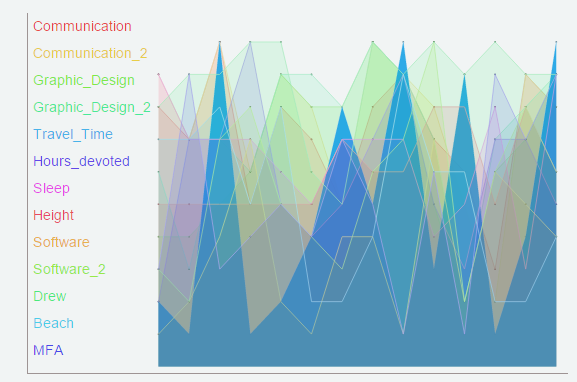 Communication
Communication_2
Graphic_Design
Graphic_Design_2
Travel_Time
Hours_devoted
Sleep
Height
Software
Software_2
Drew
Beach
MFA